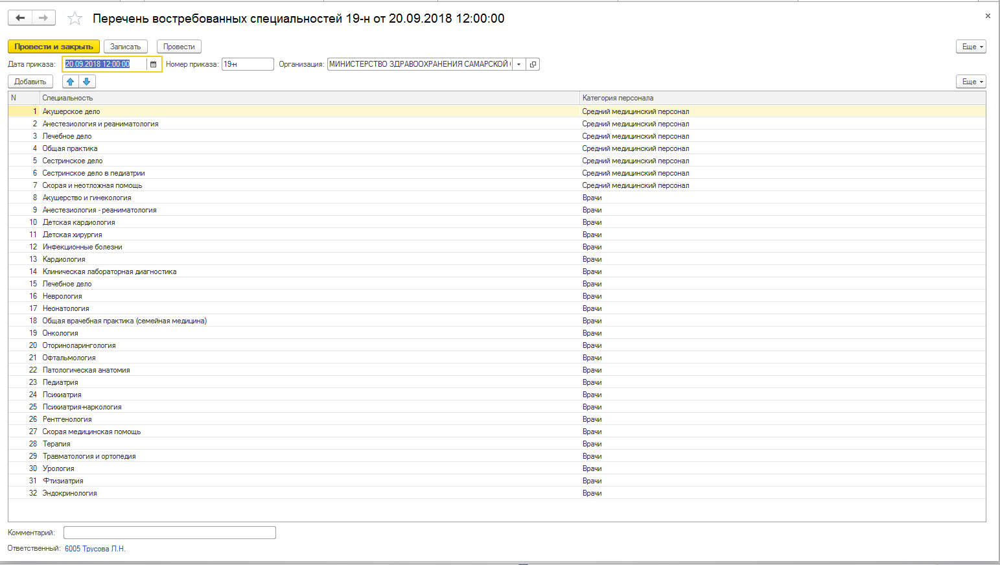 Перечень востребованных специальностей 19-н от 20.09.2018 12:00:00
Провести и закрыть Записать Провести Еще
Дата приказа: 20.09.2018 12:00:00 Номер приказа: 19-н Организация: МИНИСТЕРСТВО ЗДРАВООХРАНЕНИЯ САМАРСКОЙ
Добавить Еще
N Специальность Категория персонала
1 Акушерское дело Средний медицинский персонал
2 Анестезиология и реаниматология Средний медицинский персонал
3 Лечебное дело Средний медицинский персонал
4 Общая практика Средний медицинский персонал
5 Сестринское дело Средний медицинский персонал
6 Сестринское дело в педиатрии Средний медицинский персонал
7 Скорая и неотложная помощь Средний медицинский персонал
8 Акушерство и гинекология Врачи
9 Анестезиология - реаниматология Врачи
10 Детская кардиология Врачи
11 Детская хирургия Врачи
12 Инфекционные болезни Врачи
13 Кардиология Врачи
14 Клиническая лабораторная диагностика Врачи
15 Лечебное дело Врачи
16 Неврология Врачи
17 Неонатология Врачи
18 Общая врачебная практика (семейная медицина) Врачи
19 Онкология Врачи
20 Оториноларингология Врачи
21 Офтальмология Врачи
22 Патологическая анатомия Врачи
23 Педиатрия Врачи
24 Психиатрия Врачи
25 Психиатрия-наркология Врачи
26 Рентгенология Врачи
27 Скорая медицинская помощь Врачи
28 Терапия Врачи
29 Травматология и ортопедия Врачи
30 Урология Врачи
31 Фтизиатрия Врачи
32 Эндокринология Врачи
Комментарий:
Ответственный: 6005 Трусова Л.Н.